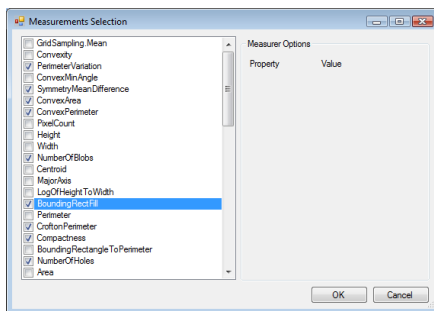 Measurements Selection
GridSampling.Mean
Convexity
PerimeterVariation
ConvexMinAngle
SymmetryMeanDifference
ConvexArea
ConvexPerimeter
PixelCount
Height
Width
NumberOfBlobs
Centroid
MajorAxis
LogOfHeightToWidth
BoundingRectFill
Perimeter
CroftonPerimeter
Compactness
BoundingRectangleToPerimeter
NumberOfHoles
Area
Measurer Options
Property Value
OK Cancel